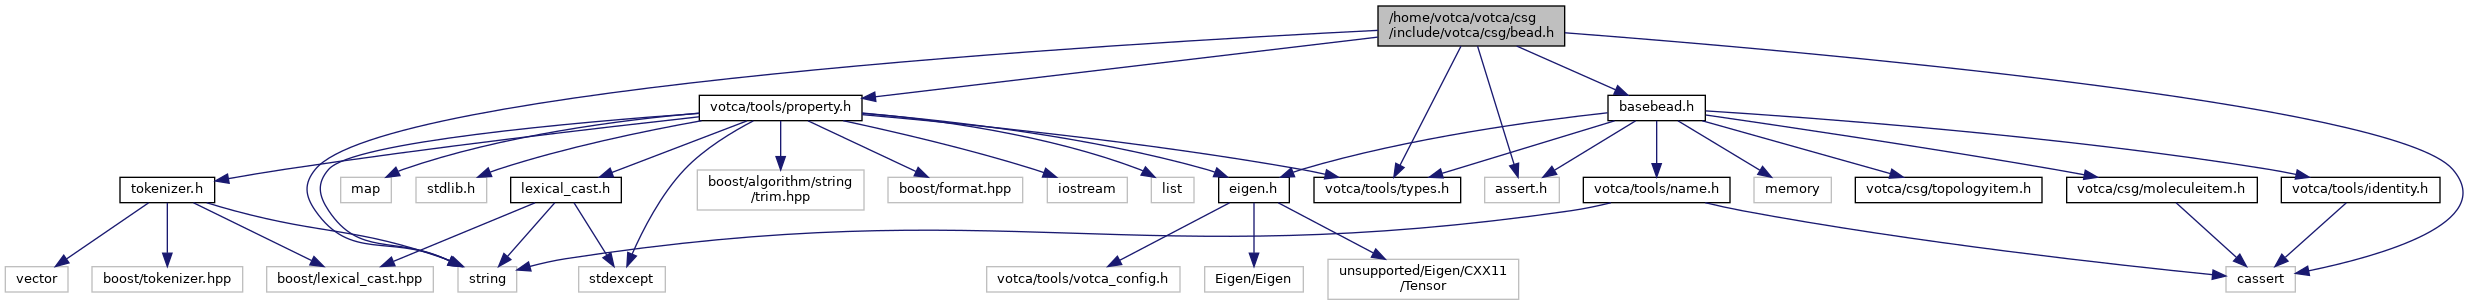 /home/votca/votca/csg
/include/votca/csg/bead.h
votca/tools/property.h
basebead.h
tokenizer.h
map
stdlib.h
lexical_cast.h
boost/algorithm/string
/trim.hpp
boost/format.hpp
iostream
list
eigen.h
votca/tools/types.h
assert.h
votca/tools/name.h
memory
votca/csg/topologyitem.h
votca/csg/moleculeitem.h
votca/tools/identity.h
vector
boost/tokenizer.hpp
boost/lexical_cast.hpp
string
stdexcept
votca/tools/votca_config.h
Eigen/Eigen
unsupported/Eigen/CXX11
/Tensor
cassert